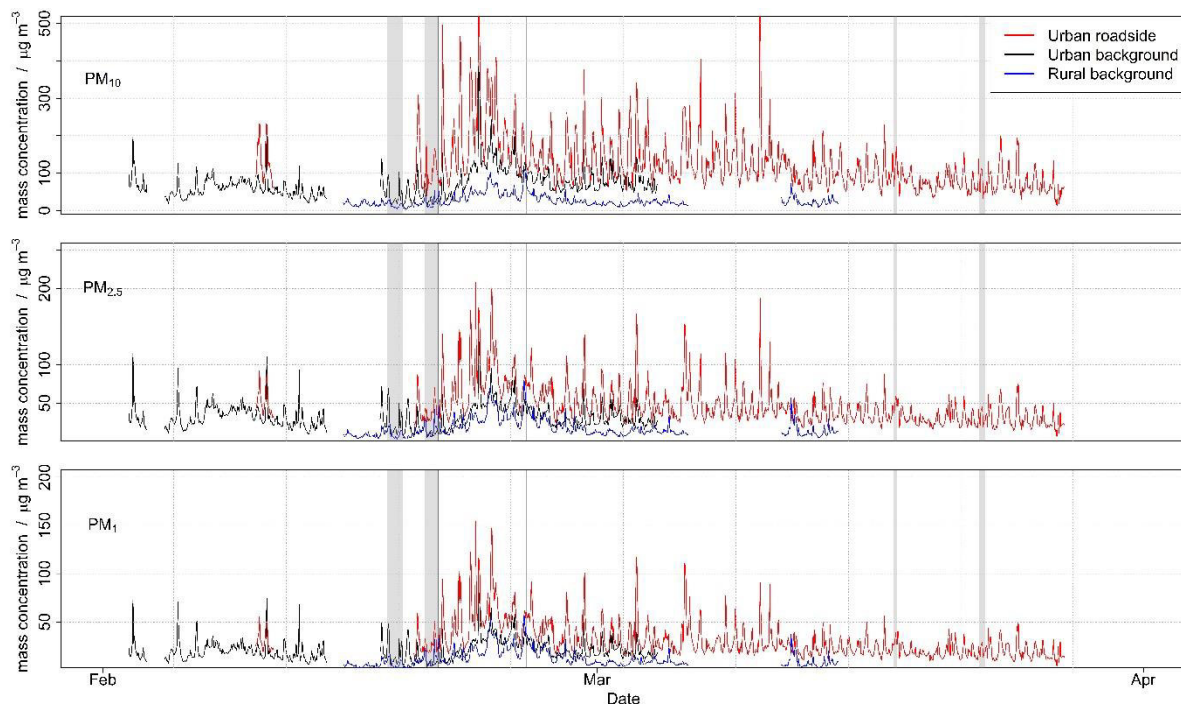 mass concentration / μg m⁻³
0
100
300
500
PM₁₀
Urban roadside
Urban background
Rural background
mass concentration / μg m⁻³
50
100
200
PM₂.₅
mass concentration / μg m⁻³
50
100
150
200
PM₁
Feb
Mar
Apr
Date